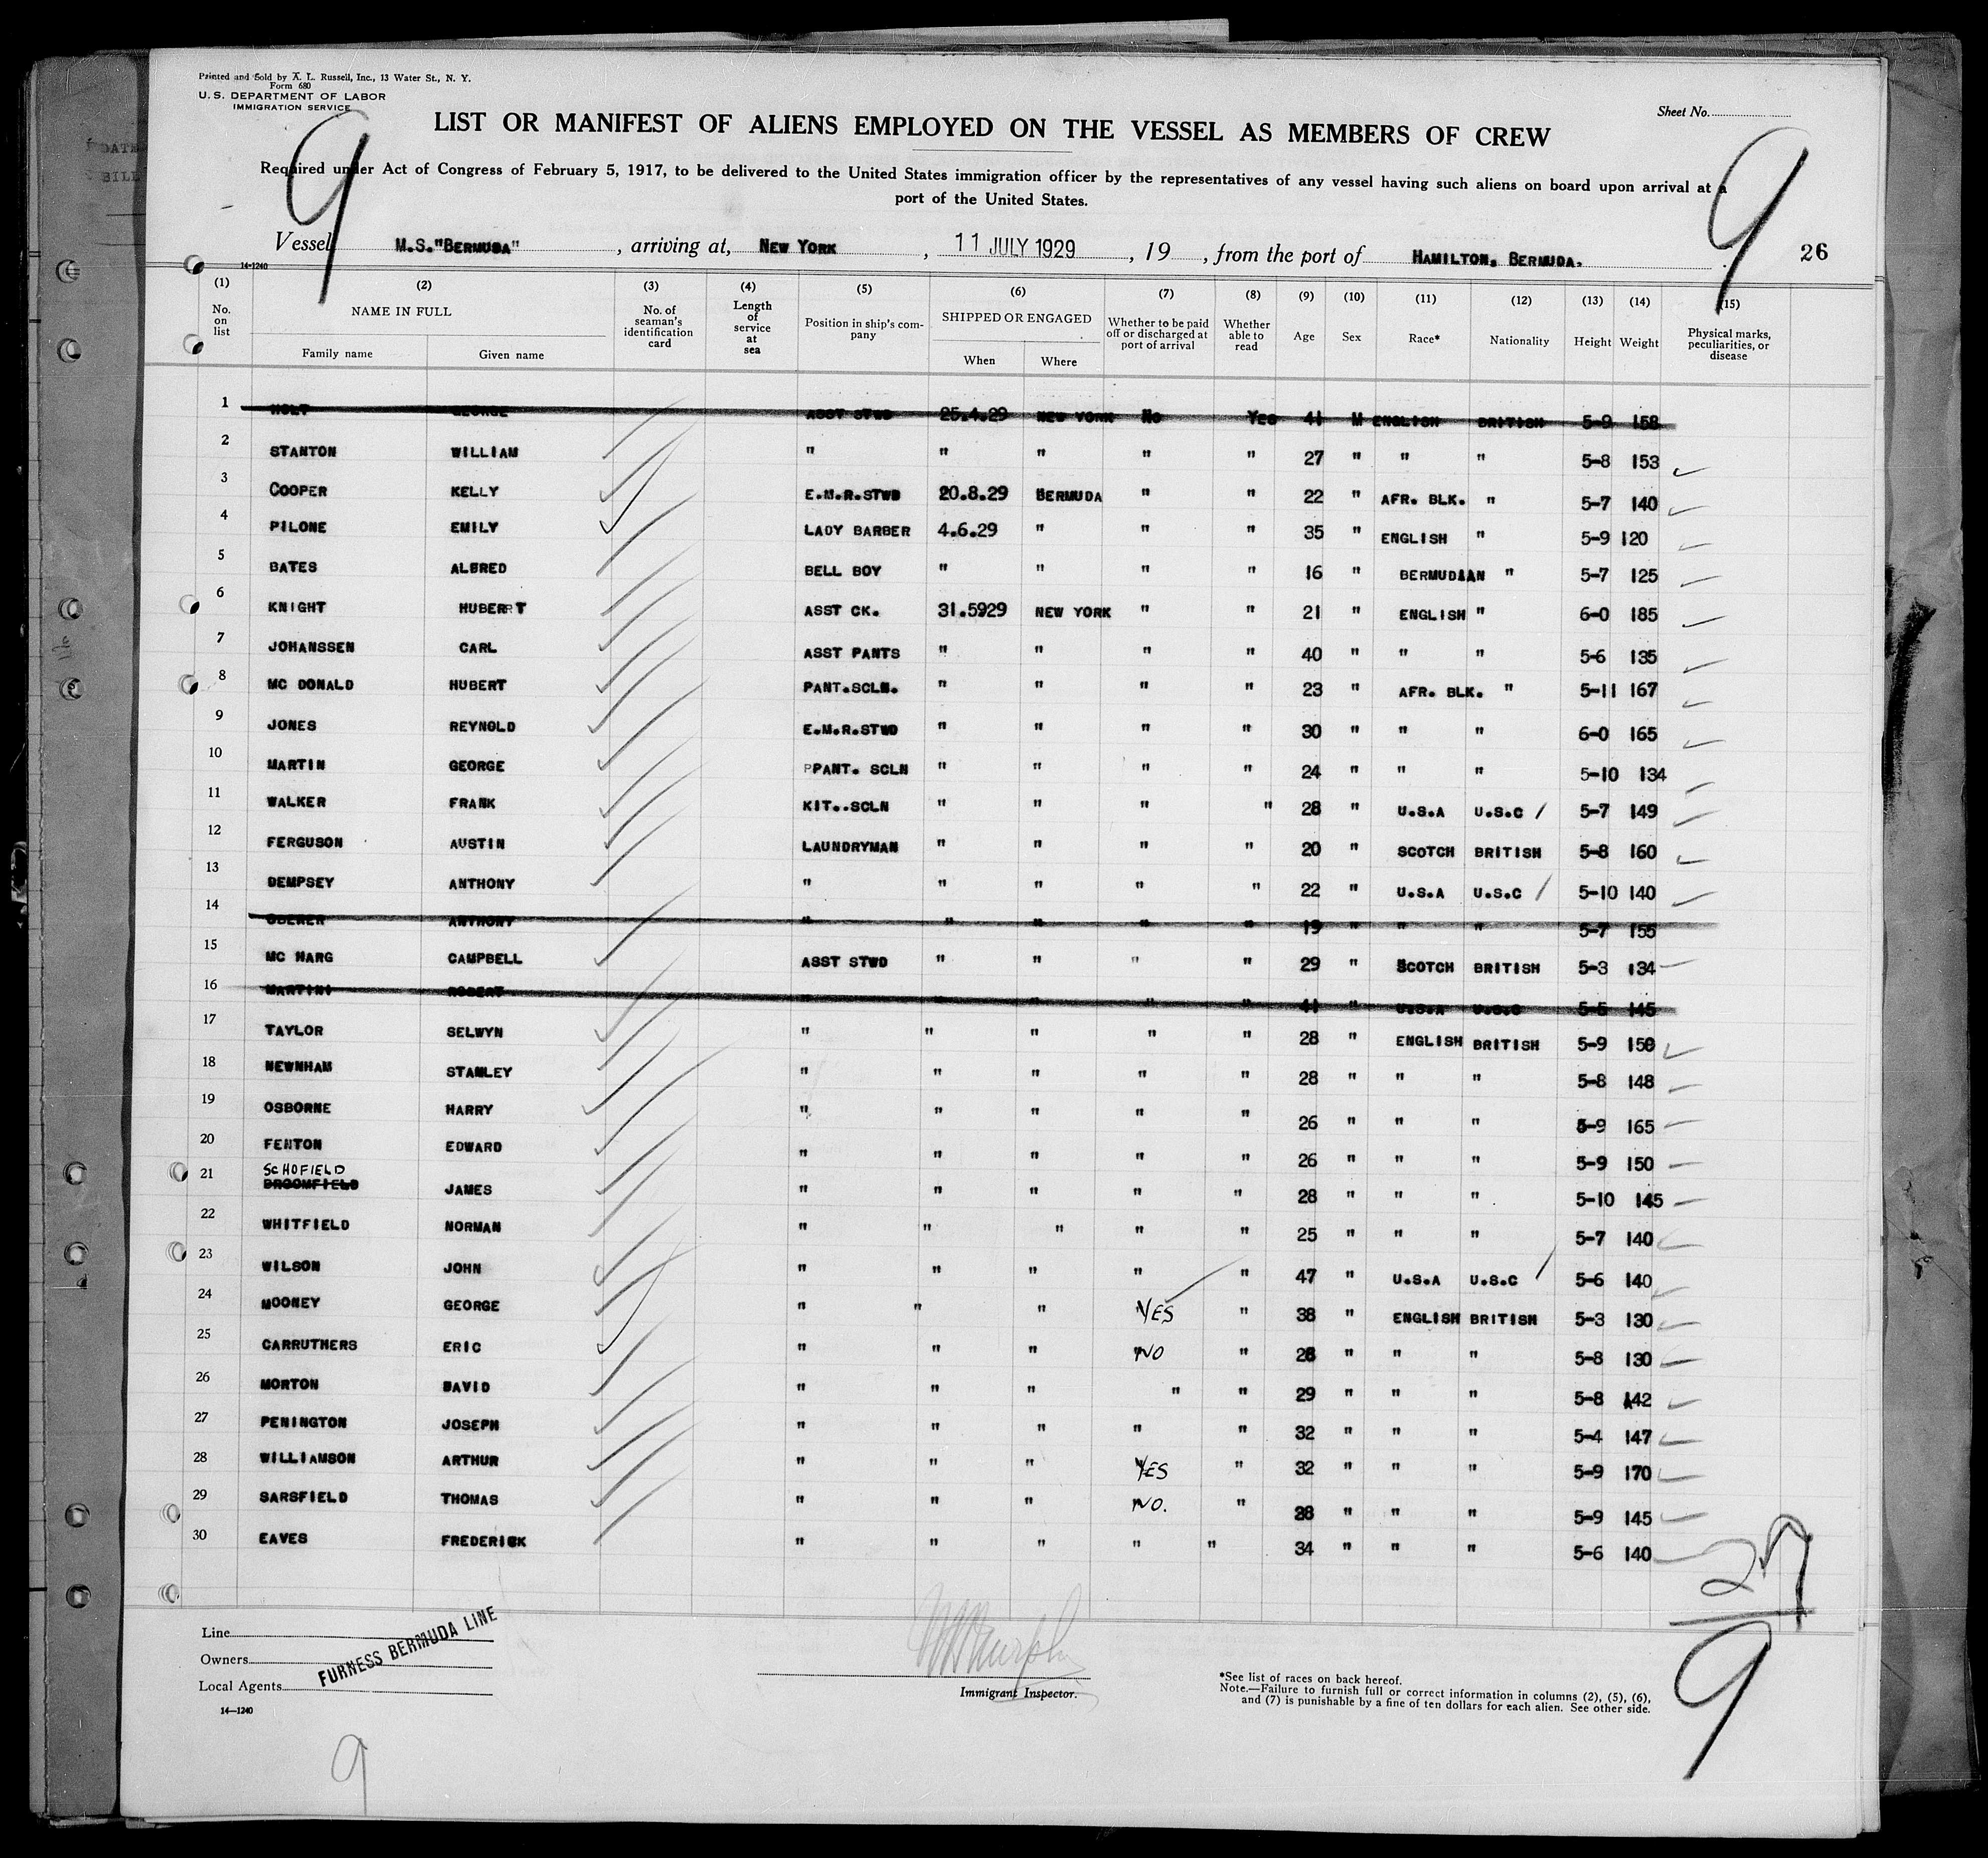 Printed and Sold by A. L. Russell, Inc., 13 Water St., N. Y.
Form 680
U. S. DEPARTMENT OF LABOR
IMMIGRATION SERVICE
Sheet No.
LIST OR MANIFEST OF ALIENS EMPLOYED ON THE VESSEL AS MEMBERS OF CREW
Required under Act of Congress of February 5, 1917, to be delivered to the United States immigration officer by the representatives of any vessel having such aliens on board upon arrival at a
port of the United States.
9 9
Vessel M.S."BERMUDA", arriving at, NEW YORK, 11 JULY 1929, 19 , from the port of HAMILTON, BERMUDA. 26
14-1240
(1) (2) (3) (4) (5) (6) (7) (8) (9) (10) (11) (12) (13) (14) (15)
No. on list NAME IN FULL Family name Given name No. of seaman's identification card Length of service at sea Position in ship's company SHIPPED OR ENGAGED When Where Whether to be paid off or discharged at port of arrival Whether able to read Age Sex Race* Nationality Height Weight Physical marks, peculiarities, or disease
1 HOLT GEORGE ASST STWD 25.4.29 NEW YORK NO YES 41 M ENGLISH BRITISH 5-9 158
2 STANTON WILLIAM " " " " " 27 " " " 5-8 153
3 COOPER KELLY E.M.R.STWD 20.8.29 BERMUDA " " 22 " AFR. BLK. " 5-7 140
4 PILONE EMILY LADY BARBER 4.6.29 " " " 35 " ENGLISH " 5-9 120
5 BATES ALFRED BELL BOY " " " " 16 " BERMUDIAN " 5-7 125
6 KNIGHT HUBERT ASST CK. 31.5929 NEW YORK " " 21 " ENGLISH " 6-0 185
7 JOHANSSEN CARL ASST PANTS " " " " 40 " " " 5-6 135
8 MC DONALD HUBERT PANT.SCLN. " " " " 23 " AFR. BLK. " 5-11 167
9 JONES REYNOLD E.M.R.STWD " " " " 30 " " " 6-0 165
10 MARTIN GEORGE PPANT. SCLN " " " " 24 " " " 5-10 134
11 WALKER FRANK KIT..SCLN " " " " 28 " U.S.A U.S.C 5-7 149
12 FERGUSON AUSTIN LAUNDRYMAN " " " " 20 " SCOTCH BRITISH 5-8 160
13 DEMPSEY ANTHONY " " " " " 22 " U.S.A U.S.C 5-10 140
14 OBERER ANTHONY " " " " " 19 " " " 5-7 155
15 MC HARG CAMPBELL ASST STWD " " " " 29 " SCOTCH BRITISH 5-3 134
16 MARTINI ROBERT " " " " " 41 " U.S.A U.S.C 5-5 145
17 TAYLOR SELWYN " " " " " 28 " ENGLISH BRITISH 5-9 150
18 NEWNHAM STANLEY " " " " " 28 " " " 5-8 148
19 OSBORNE HARRY " " " " " 26 " " " 5-9 165
20 FENTON EDWARD " " " " " 26 " " " 5-9 150
SCHOFIELD
21 BROOMFIELD JAMES " " " " " 28 " " " 5-10 145
22 WHITFIELD NORMAN " " " " " 25 " " " 5-7 140
23 WILSON JOHN " " " " " 47 " U.S.A U.S.C 5-6 140
24 MOONEY GEORGE " " " YES " 38 " ENGLISH BRITISH 5-3 130
25 CARRUTHERS ERIC " " " NO " 28 " " " 5-8 130
26 MORTON DAVID " " " " " 29 " " " 5-8 142
27 PENINGTON JOSEPH " " " " " 32 " " " 5-4 147
28 WILLIAMSON ARTHUR " " " YES " 32 " " " 5-9 170
29 SARSFIELD THOMAS " " " NO. " 28 " " " 5-9 145
30 EAVES FREDERICK " " " " " 34 " " " 5-6 140
Line
Owners
Local Agents
FURNESS BERMUDA LINE
14—1240
Immigrant Inspector.
*See list of races on back hereof.
Note.—Failure to furnish full or correct information in columns (2), (5), (6),
and (7) is punishable by a fine of ten dollars for each alien. See other side.
9
9